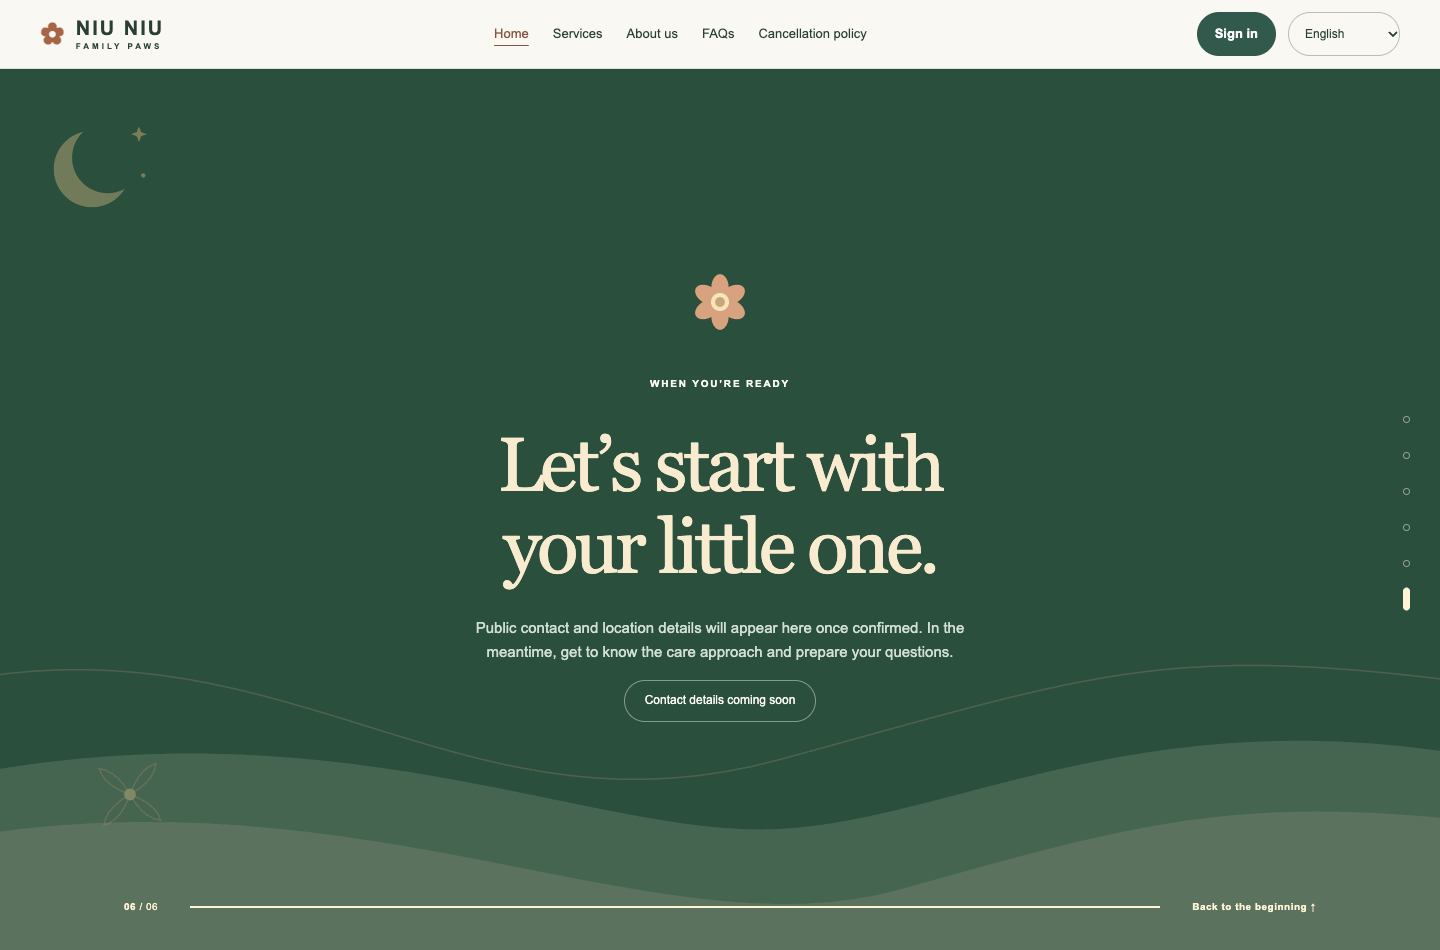 NIU NIU
FAMILY PAWS
Home
Services
About us
FAQs
Cancellation policy
Sign in
English
WHEN YOU'RE READY
Let’s start with
your little one.
Public contact and location details will appear here once confirmed. In the
meantime, get to know the care approach and prepare your questions.
Contact details coming soon
06 / 06
Back to the beginning ↑